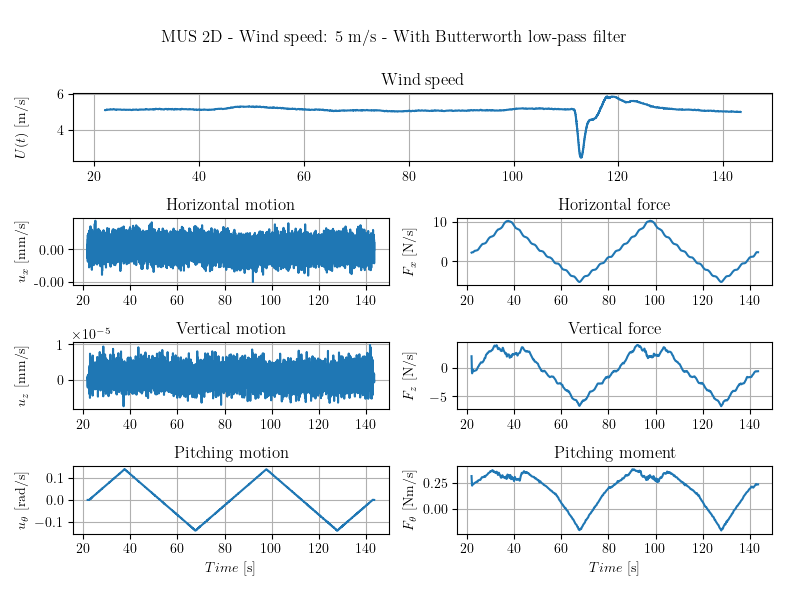 MUS 2D - Wind speed: 5 m/s - With Butterworth low-pass filter
Wind speed
U(t) [m/s]
6
4
20 40 60 80 100 120 140
Horizontal motion
u_x [mm/s]
0.00
-0.00
20 40 60 80 100 120 140
Horizontal force
F_x [N/s]
10
0
20 40 60 80 100 120 140
Vertical motion
×10⁻⁵
u_z [mm/s]
1
0
20 40 60 80 100 120 140
Vertical force
F_z [N/s]
0
−5
20 40 60 80 100 120 140
Pitching motion
u_θ [rad/s]
0.1
0.0
−0.1
20 40 60 80 100 120 140
Time [s]
Pitching moment
F_θ [Nm/s]
0.25
0.00
20 40 60 80 100 120 140
Time [s]